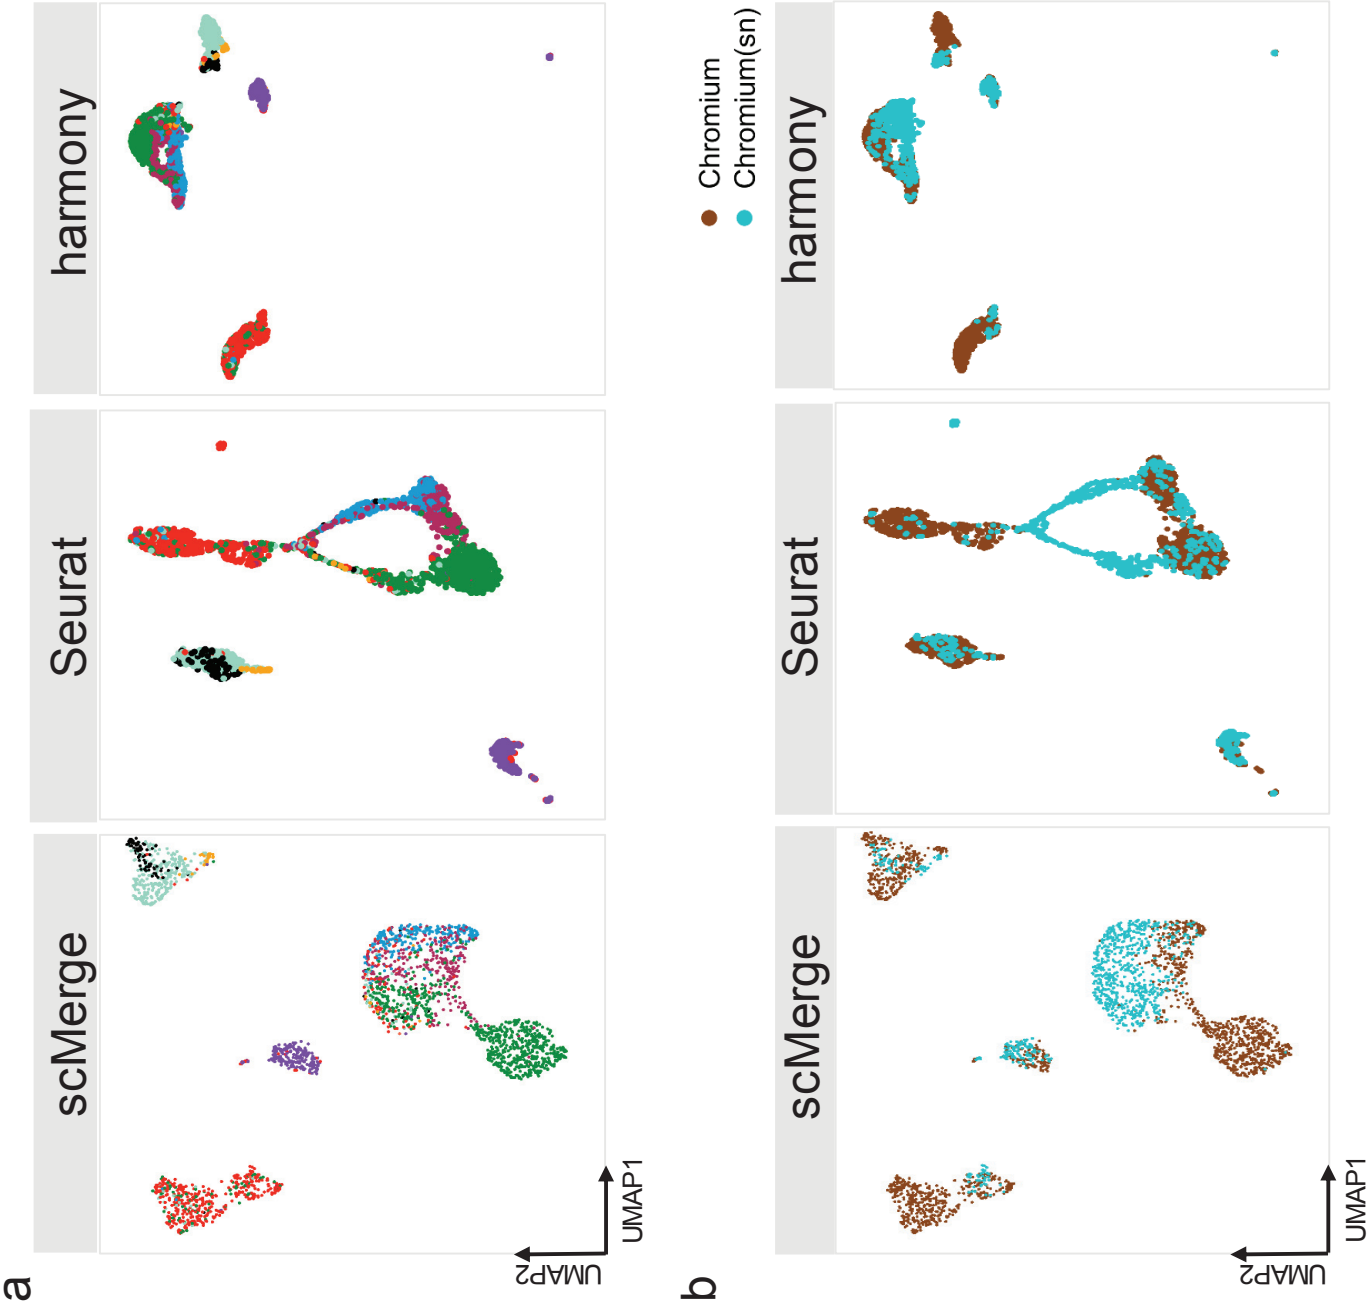 a
scMerge
Seurat
harmony
UMAP2
UMAP1
b
Chromium
Chromium(sn)
scMerge
Seurat
harmony
UMAP2
UMAP1